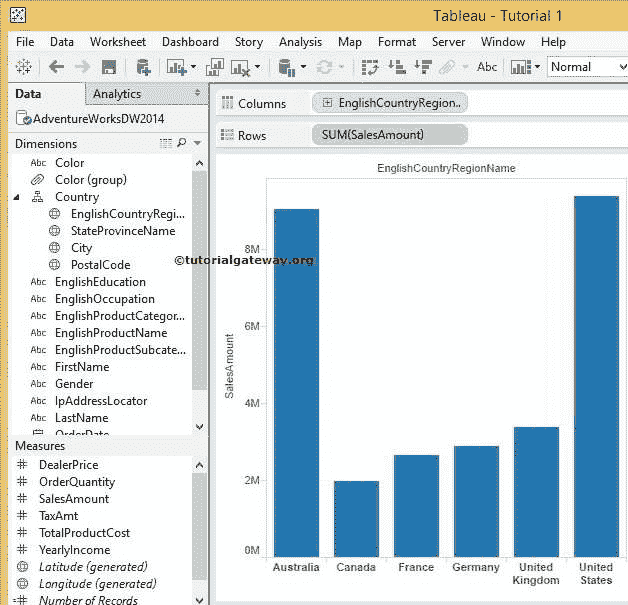 Tableau - Tutorial 1
File Data Worksheet Dashboard Story Analysis Map Format Server Window Help
Abc Normal
Data Analytics
AdventureWorksDW2014
Dimensions
Abc Color
Color (group)
Country
EnglishCountryRegi...
StateProvinceName
City
PostalCode
Abc EnglishEducation
Abc EnglishOccupation
Abc EnglishProductCategor...
Abc EnglishProductName
Abc EnglishProductSubcate...
Abc FirstName
Abc Gender
Abc IpAddressLocator
Abc LastName
OrderDate
Measures
# DealerPrice
# OrderQuantity
# SalesAmount
# TaxAmt
# TotalProductCost
# YearlyIncome
Latitude (generated)
Longitude (generated)
Number of Records
Columns EnglishCountryRegion..
Rows SUM(SalesAmount)
EnglishCountryRegionName
©tutorialgateway.org
SalesAmount
8M
6M
4M
2M
0M
Australia Canada France Germany United Kingdom United States